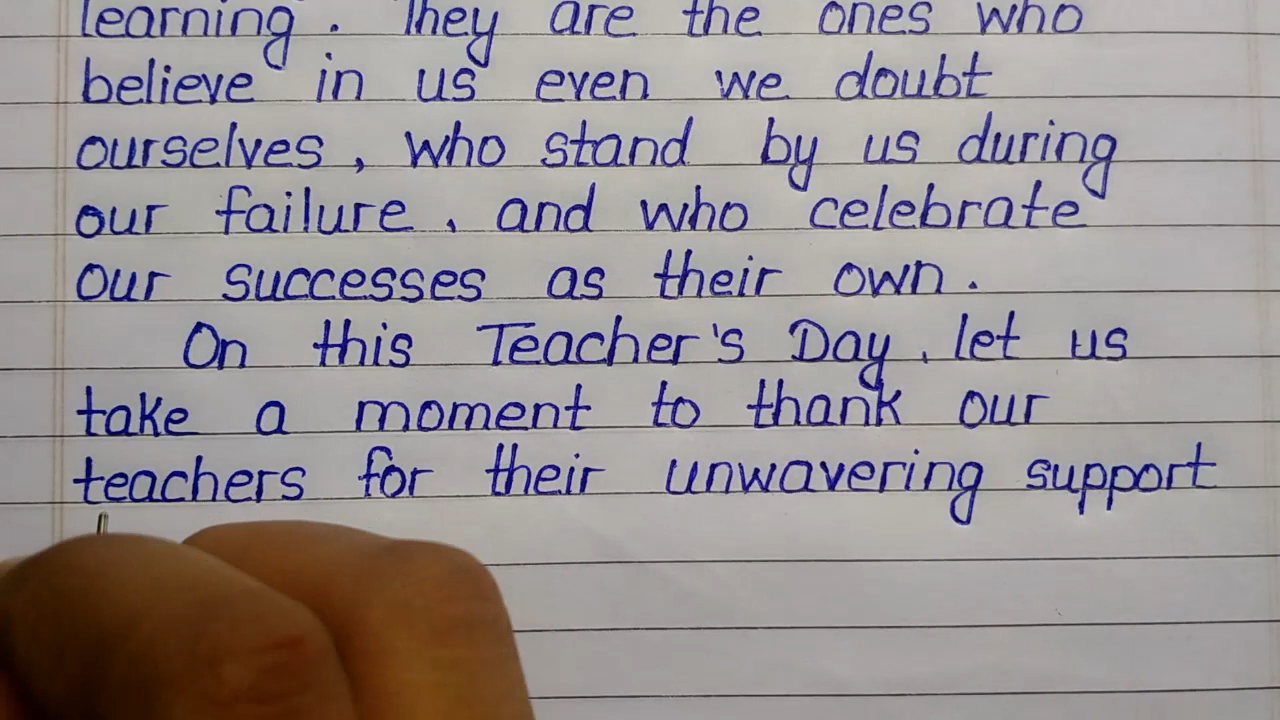 learning. They are the ones who
believe in us even we doubt
ourselves, who stand by us during
our failure, and who celebrate
our successes as their own.
On this Teacher's Day, let us
take a moment to thank our
teachers for their unwavering support